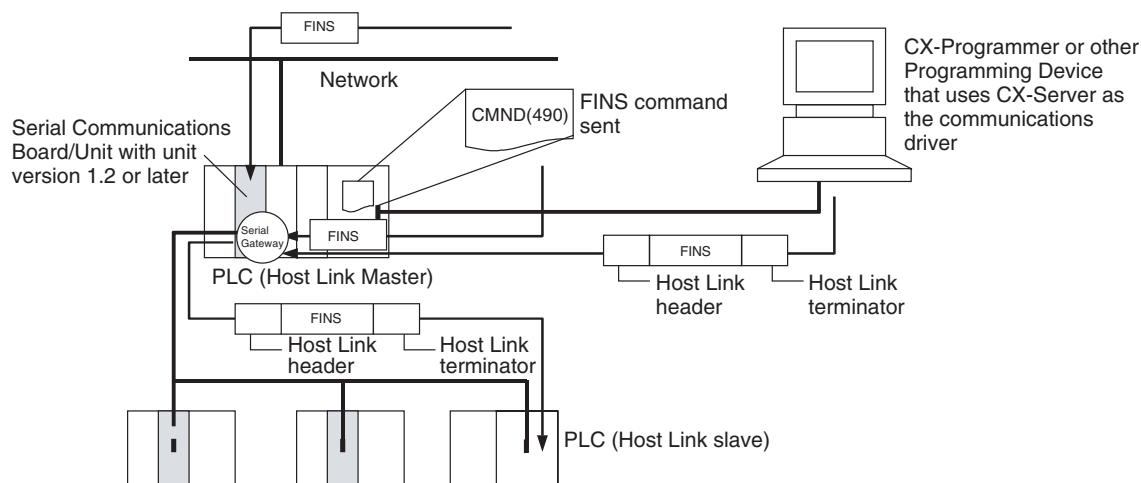 FINS
Network
CMND(490)
FINS command
sent
CX-Programmer or other
Programming Device
that uses CX-Server as
the communications
driver
Serial Communications
Board/Unit with unit
version 1.2 or later
Serial
Gateway
FINS
PLC (Host Link Master)
FINS
Host Link
header
Host Link
terminator
FINS
Host Link
header
Host Link
terminator
PLC (Host Link slave)